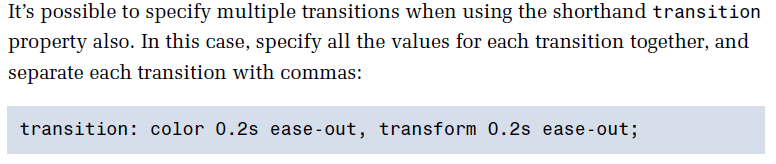 It’s possible to specify multiple transitions when using the shorthand transition
property also. In this case, specify all the values for each transition together, and
separate each transition with commas:
transition: color 0.2s ease-out, transform 0.2s ease-out;